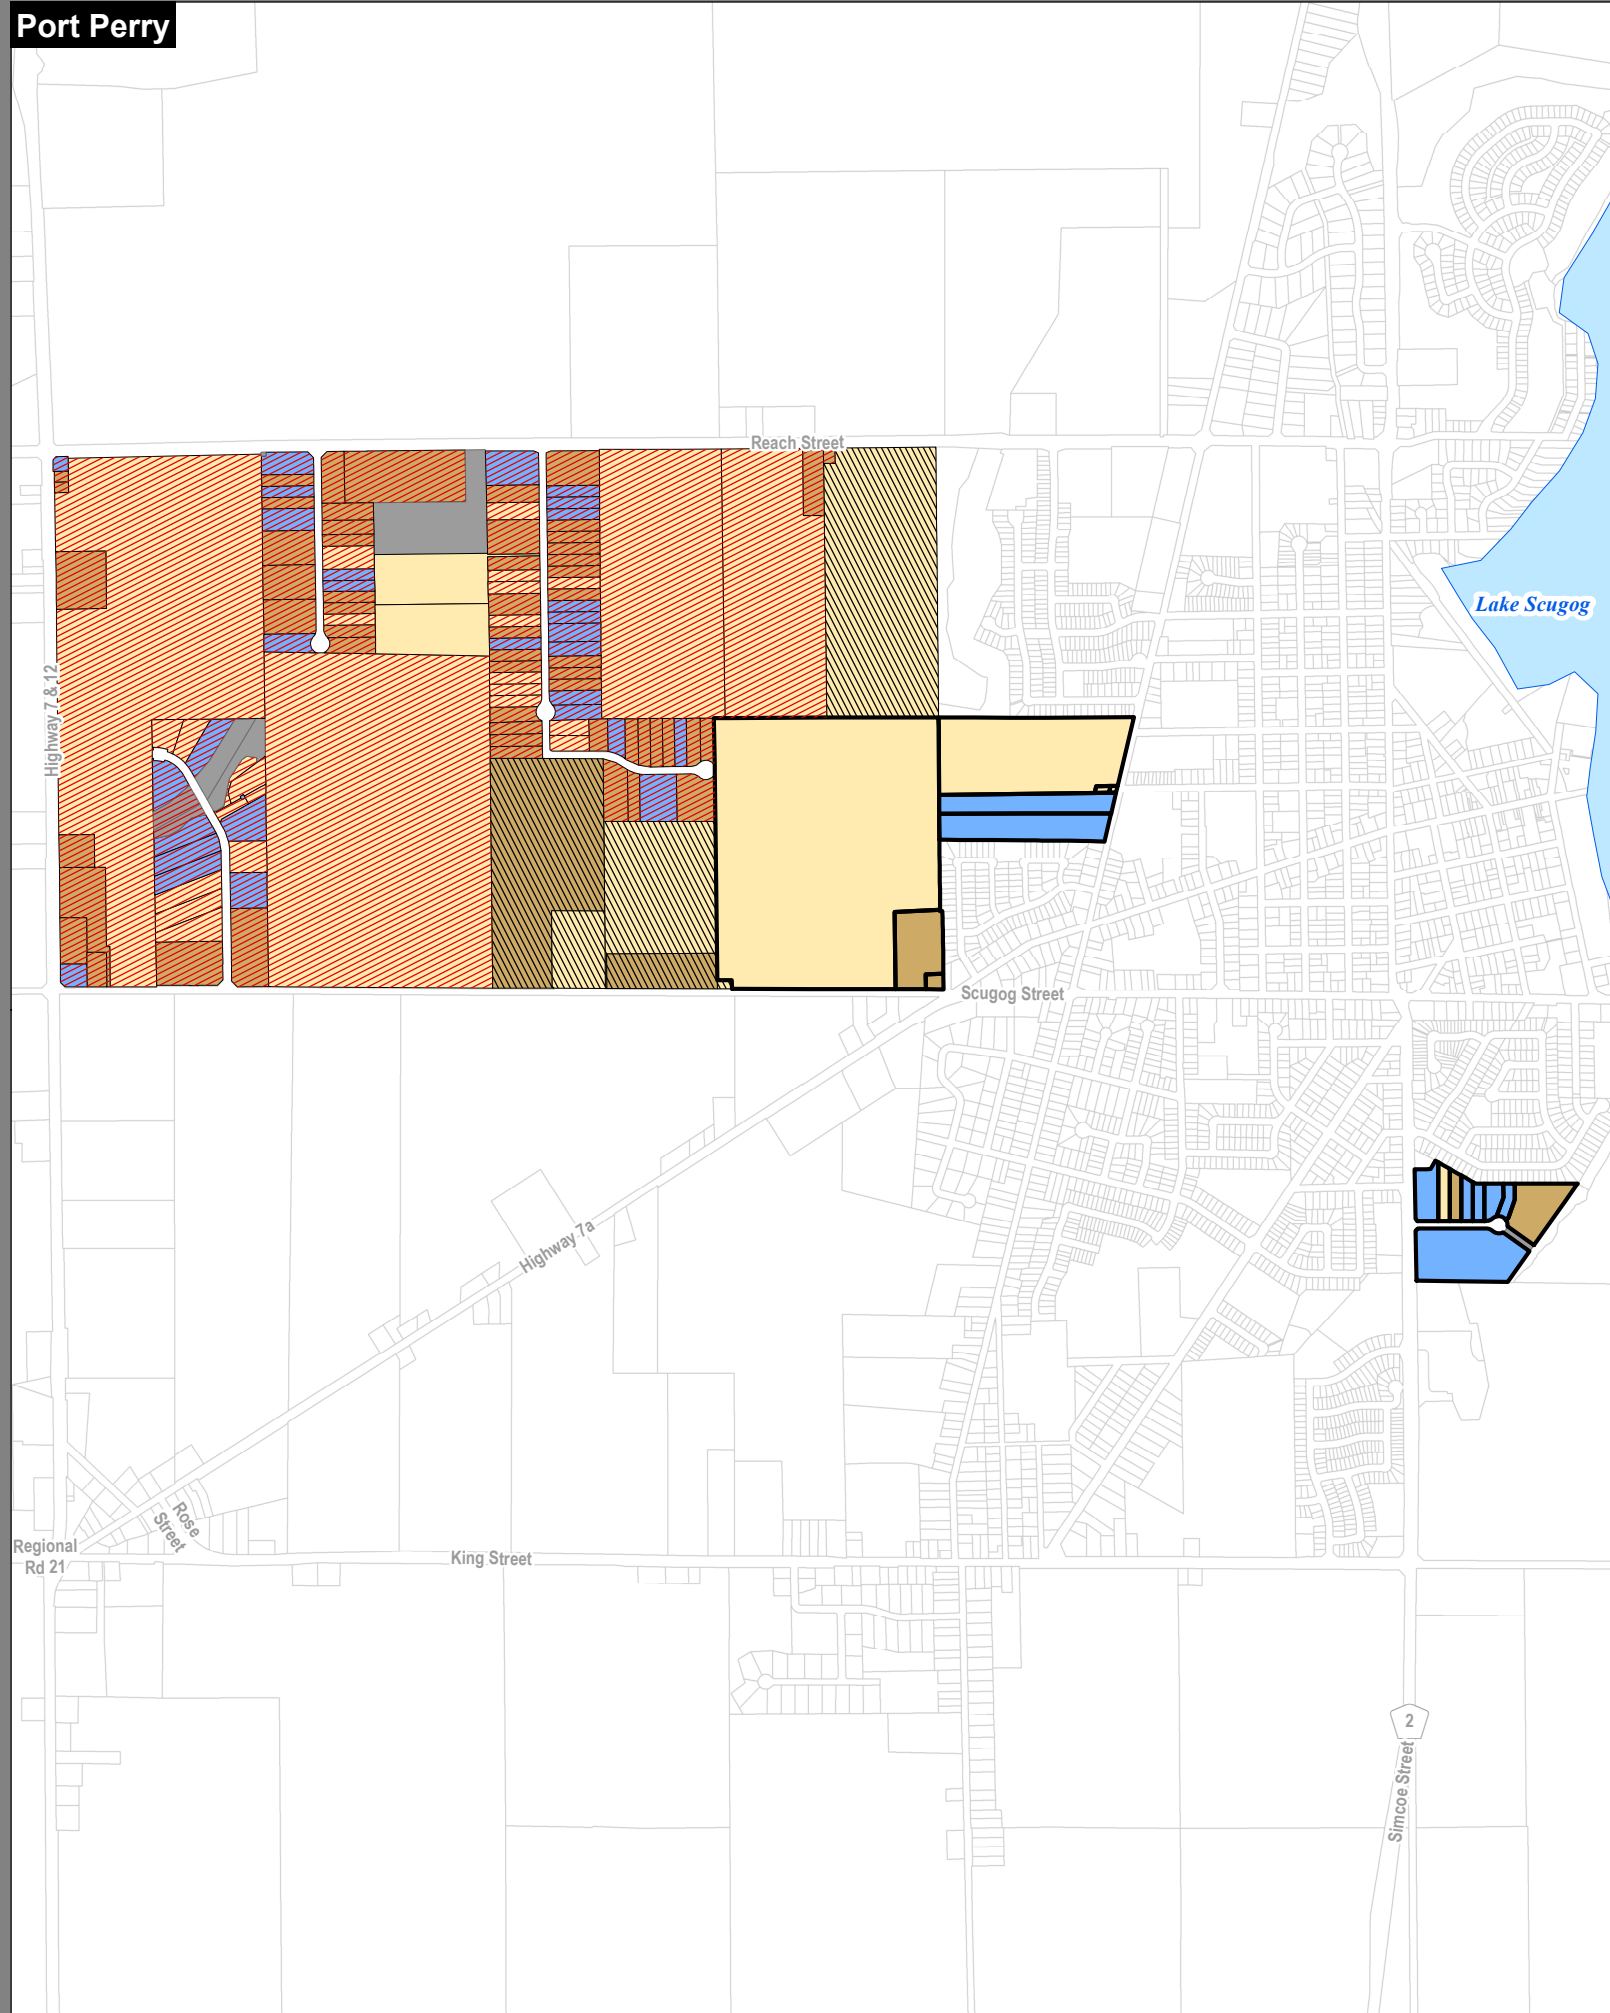 Port Perry
Reach Street
Lake Scugog
Highway 7 & 12
Scugog Street
Highway 7a
Rose
Street
Regional
Rd 21
King Street
2
Simcoe Street